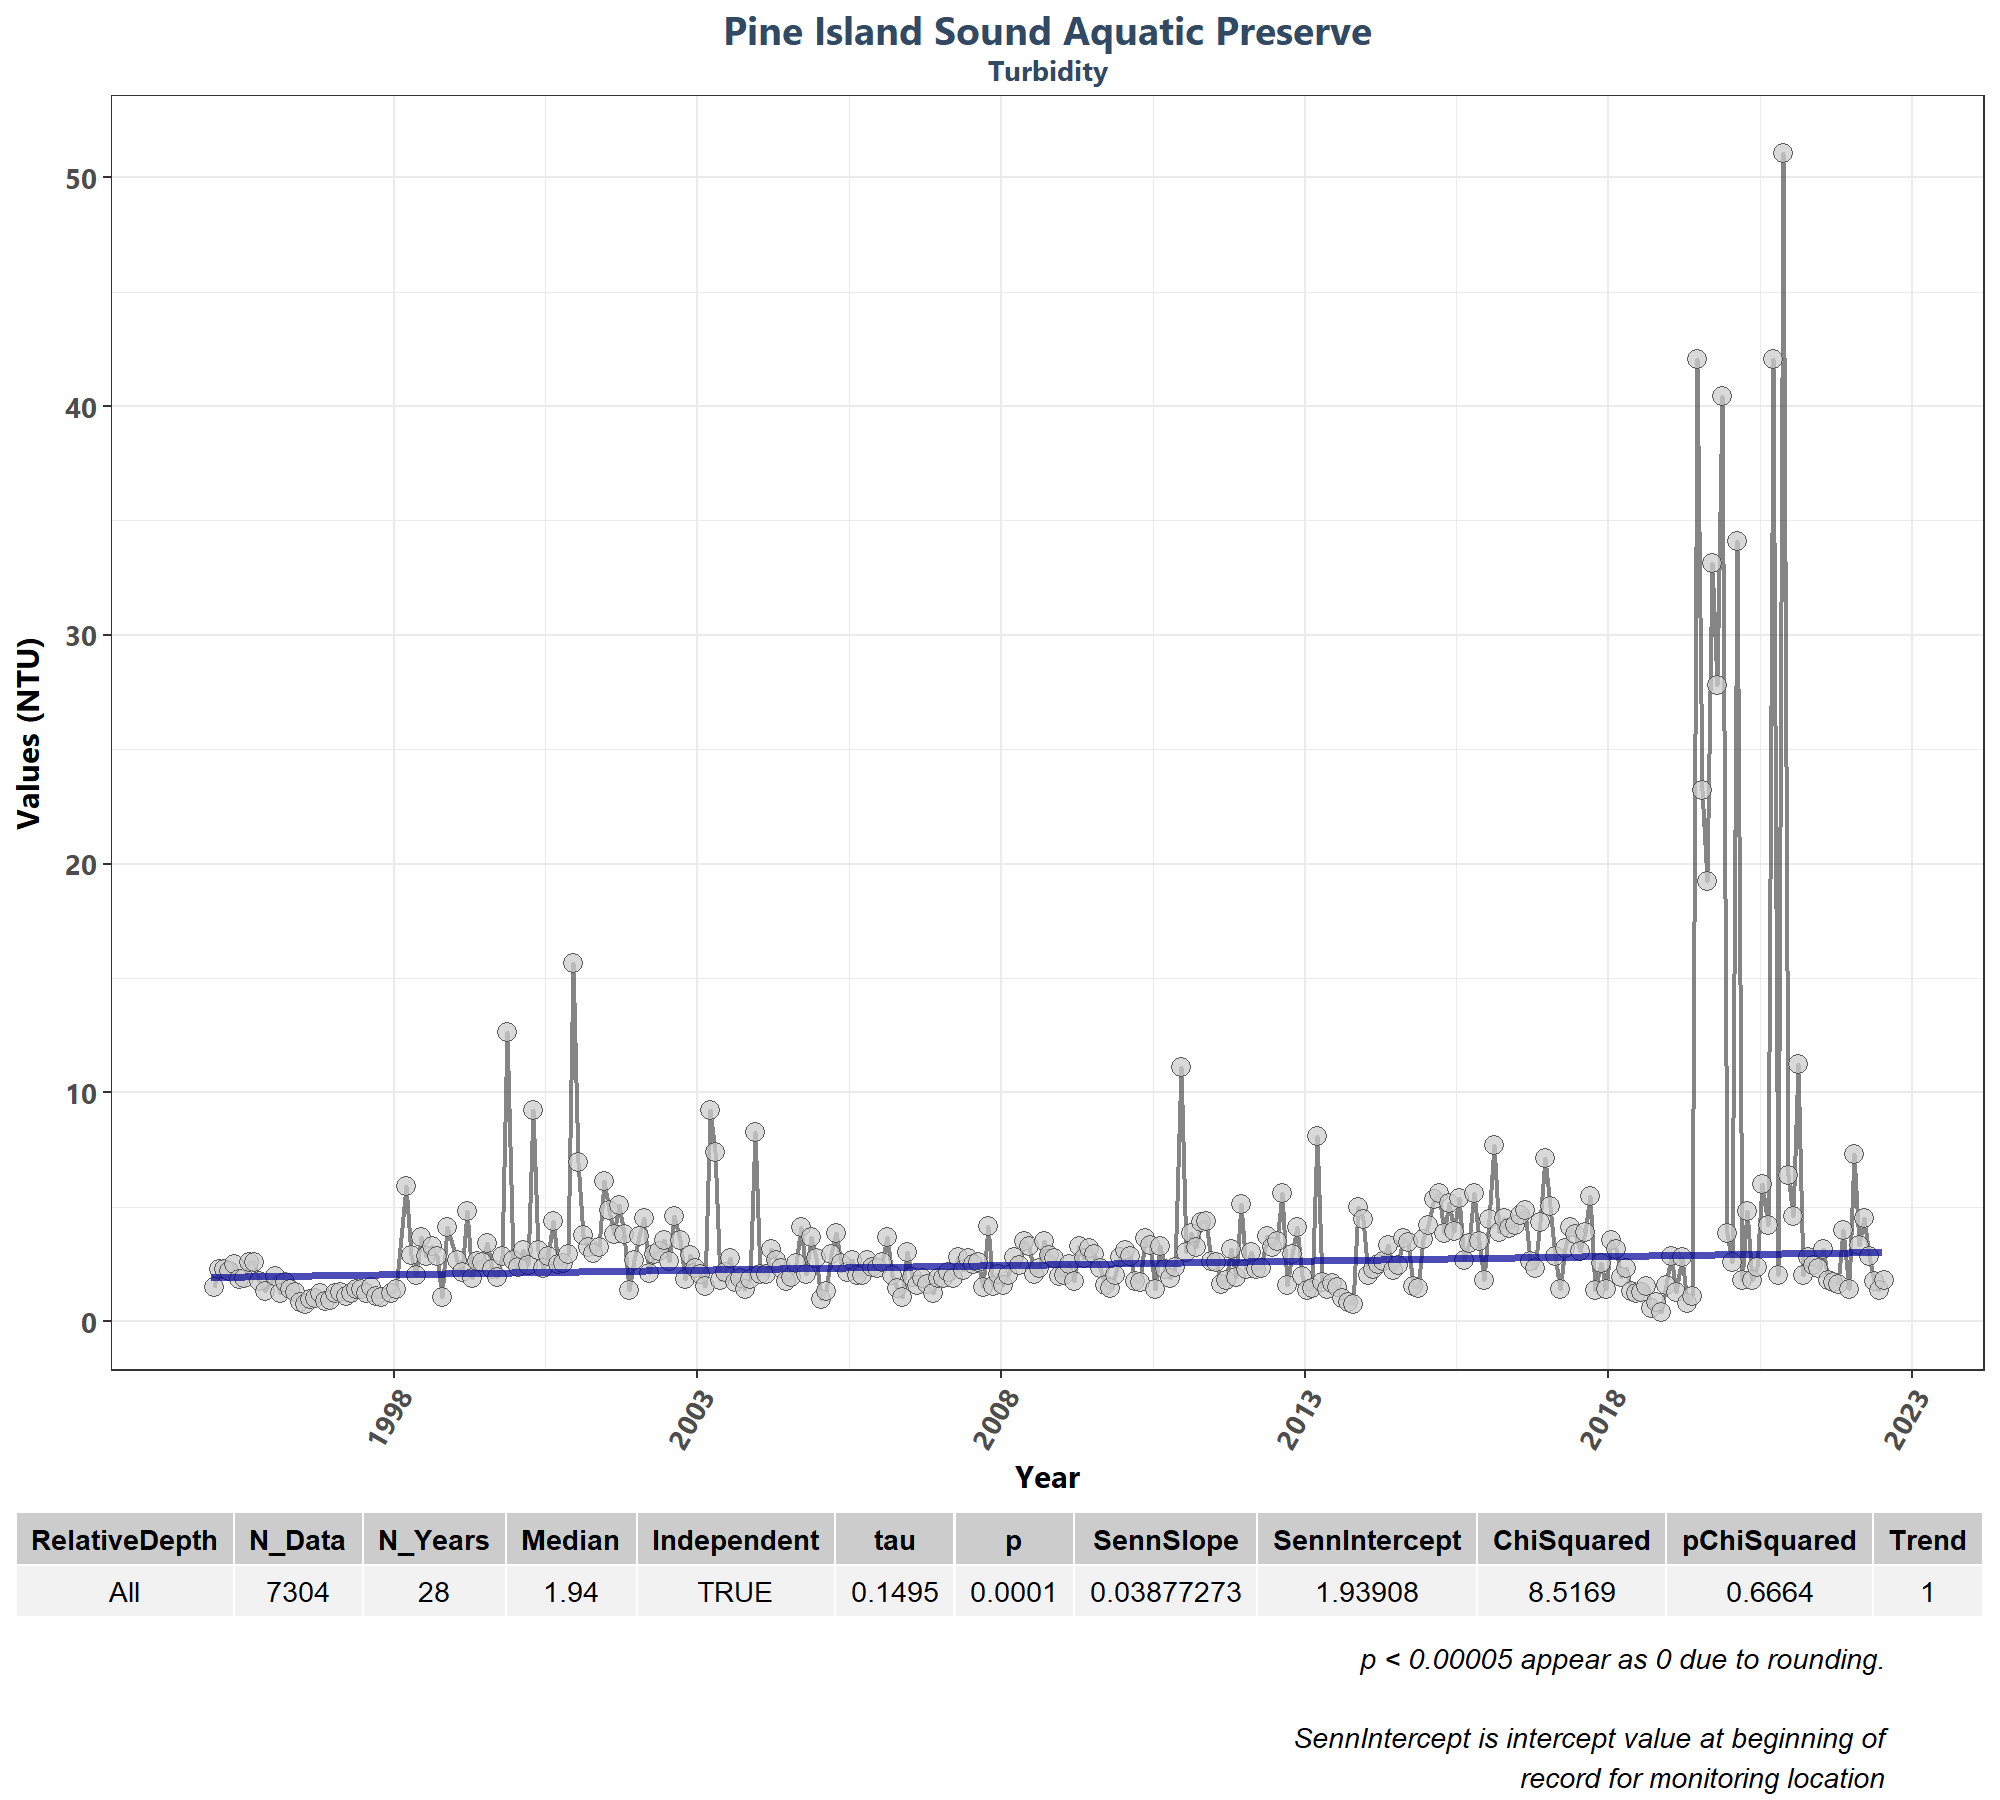 Pine Island Sound Aquatic Preserve
Turbidity
Values (NTU)
50
40
30
20
10
0
1998 2003 2008 2013 2018 2023
Year
RelativeDepth N_Data N_Years Median Independent tau p SennSlope SennIntercept ChiSquared pChiSquared Trend
All 7304 28 1.94 TRUE 0.1495 0.0001 0.03877273 1.93908 8.5169 0.6664 1
p < 0.00005 appear as 0 due to rounding.
SennIntercept is intercept value at beginning of
record for monitoring location